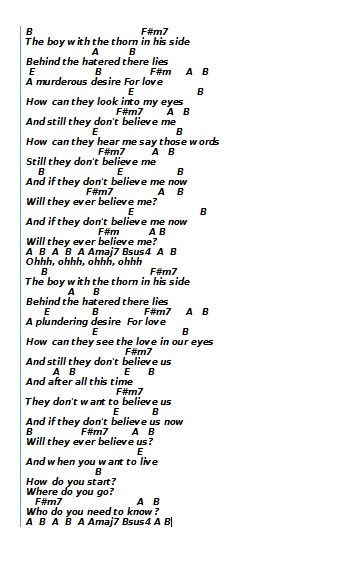 B F#m7
The boy with the thorn in his side
A B
Behind the hatered there lies
E B F#m A B
A murderous desire For love
E B
How can they look into my eyes
F#m7 A B
And still they don't believe me
E B
How can they hear me say those words
F#m7 A B
Still they don't believe me
B E B
And if they don't believe me now
F#m7 A B
Will they ever believe me?
E B
And if they don't believe me now
F#m A B
Will they ever believe me?
A B A B A Amaj7 Bsus4 A B
Ohhh, ohhh, ohhh, ohhh
B F#m7
The boy with the thorn in his side
A B
Behind the hatered there lies
E B F#m7 A B
A plundering desire For love
E B
How can they see the love in our eyes
F#m7
And still they don't believe us
A B E B
And after all this time
F#m7
They don't want to believe us
E B
And if they don't believe us now
B F#m7 A B
Will they ever believe us?
E
And when you want to live
B
How do you start?
Where do you go?
F#m7 A B
Who do you need to know?
A B A B A Amaj7 Bsus4 A B